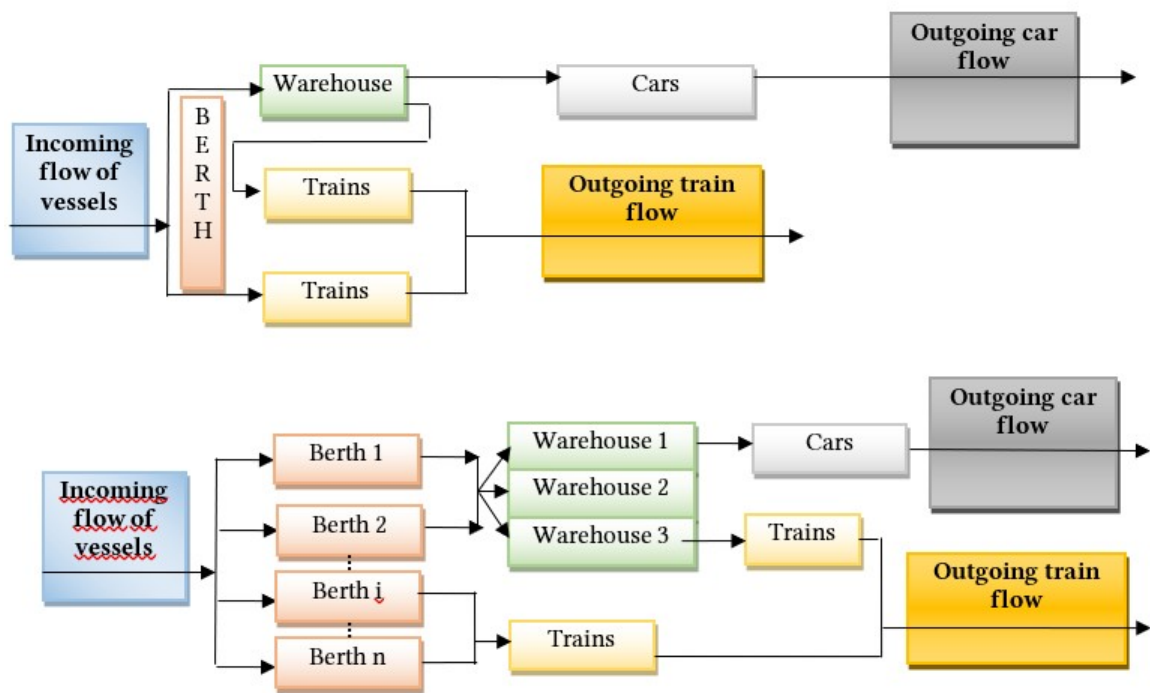 Outgoing car
flow
Warehouse
Cars
B
E
R
T
H
Incoming
flow of
vessels
Trains
Outgoing train
flow
Trains
Outgoing car
flow
Berth 1
Warehouse 1
Cars
Incoming
flow of
vessels
Warehouse 2
Berth 2
Warehouse 3
Trains
Berth i
Outgoing train
flow
Trains
Berth n